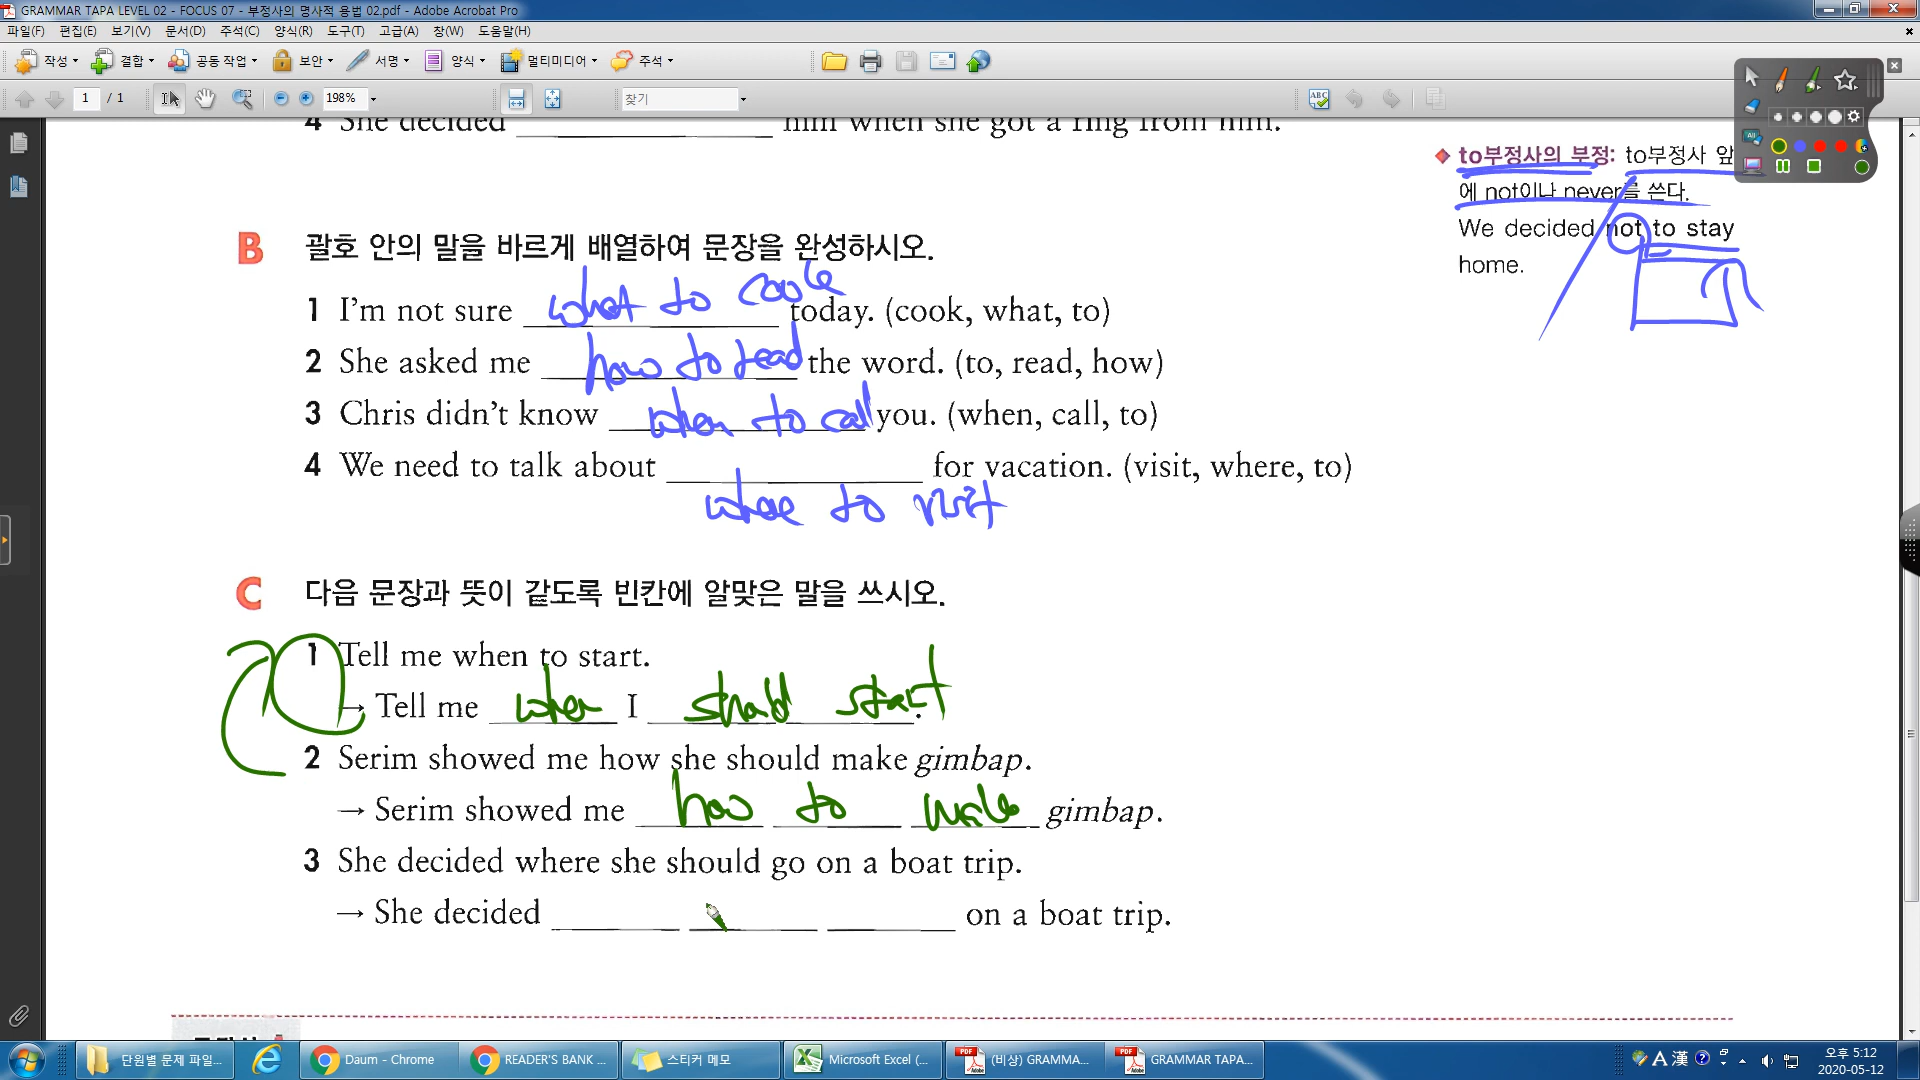 GRAMMAR TAPA LEVEL 02 - FOCUS 07 - 부정사의 명사적 용법 02.pdf - Adobe Acrobat Pro
파일(F) 편집(E) 보기(V) 문서(D) 주석(C) 양식(R) 도구(T) 고급(A) 창(W) 도움말(H)
작성 결합 공동 작업 보안 서명 양식 멀티미디어 주석
1 / 1 198% 찾기
4 She decided him when she got a ring from him.
to부정사의 부정: to부정사 앞
에 not이나 never를 쓴다.
We decided not to stay
home.
B 괄호 안의 말을 바르게 배열하여 문장을 완성하시오.
1 I'm not sure what to cook today. (cook, what, to)
2 She asked me how to read the word. (to, read, how)
3 Chris didn't know when to call you. (when, call, to)
4 We need to talk about for vacation. (visit, where, to)
where to visit
C 다음 문장과 뜻이 같도록 빈칸에 알맞은 말을 쓰시오.
1 Tell me when to start.
→ Tell me when I should start.
2 Serim showed me how she should make gimbap.
→ Serim showed me how to make gimbap.
3 She decided where she should go on a boat trip.
→ She decided on a boat trip.
단원별 문제 파일... Daum - Chrome READER'S BANK ... 스티커 메모 Microsoft Excel (... (비상) GRAMMA... GRAMMAR TAPA... A 漢 오후 5:12
2020-05-12